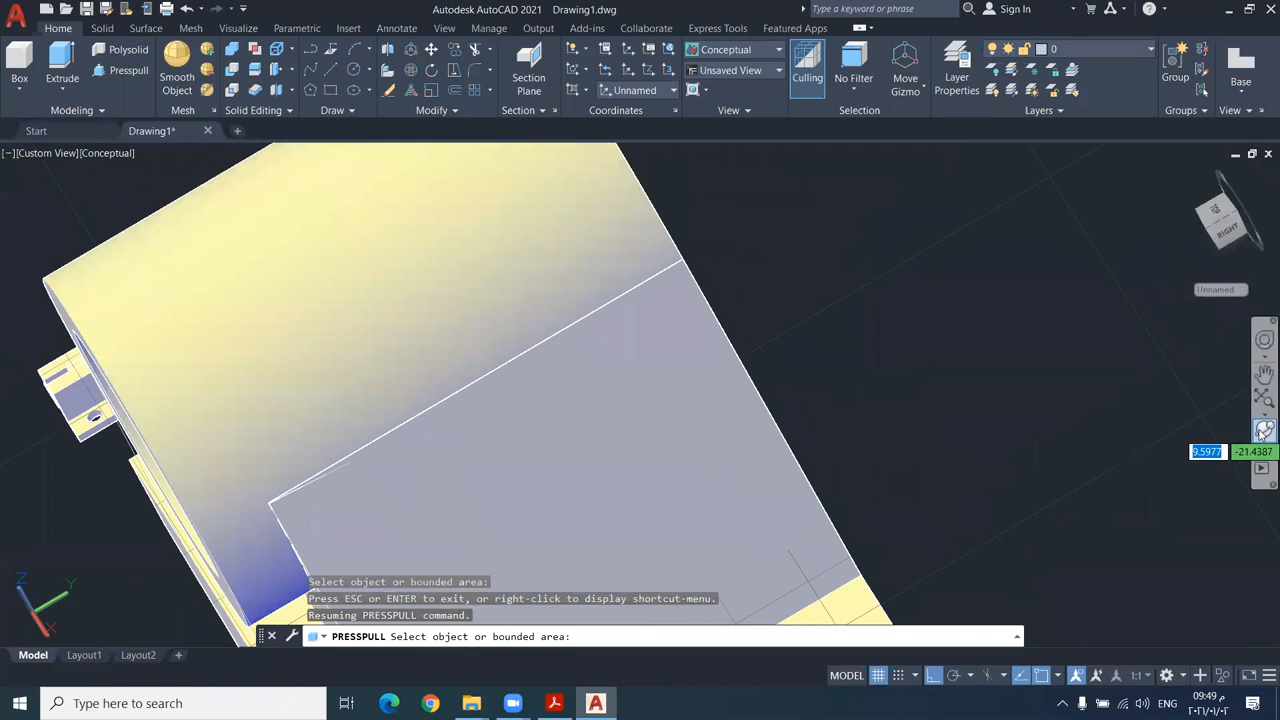 Autodesk AutoCAD 2021 Drawing1.dwg
Type a keyword or phrase
Sign In
Home Solid Surface Mesh Visualize Parametric Insert Annotate View Manage Output Add-ins Collaborate Express Tools Featured Apps
Polysolid
Presspull
Box
Extrude
Smooth
Object
Section
Plane
Unnamed
Conceptual
Unsaved View
Culling
No Filter
Move
Gizmo
Layer
Properties
0
Group
Base
Modeling
Mesh
Solid Editing
Draw
Modify
Section
Coordinates
View
Selection
Layers
Groups
View
Start
Drawing1*
[−][Custom View][Conceptual]
RIGHT
Unnamed
9.5977
-21.4387
Z
Y
X
Select object or bounded area:
Press ESC or ENTER to exit, or right-click to display shortcut-menu.
Resuming PRESSPULL command.
PRESSPULL Select object or bounded area:
Model Layout1 Layout2
MODEL
1:1
Type here to search
09:49 م